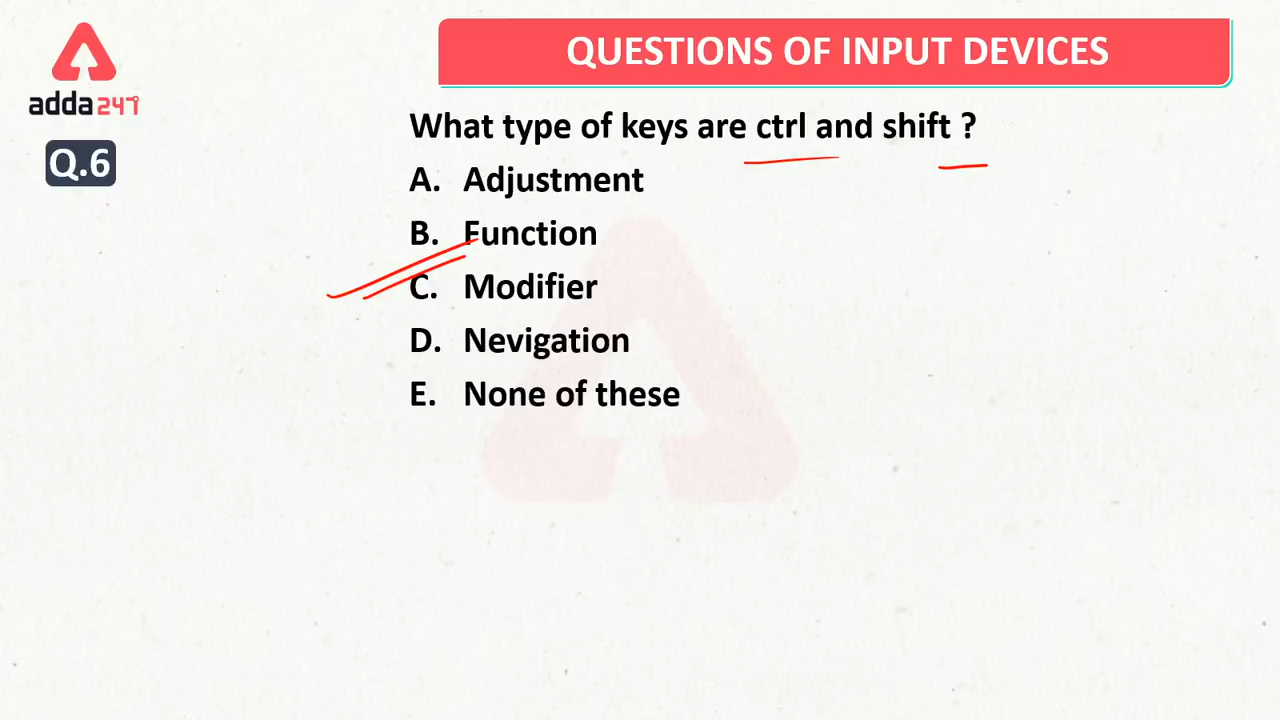 QUESTIONS OF INPUT DEVICES
adda247
Q.6
What type of keys are ctrl and shift ?
A. Adjustment
B. Function
C. Modifier
D. Nevigation
E. None of these